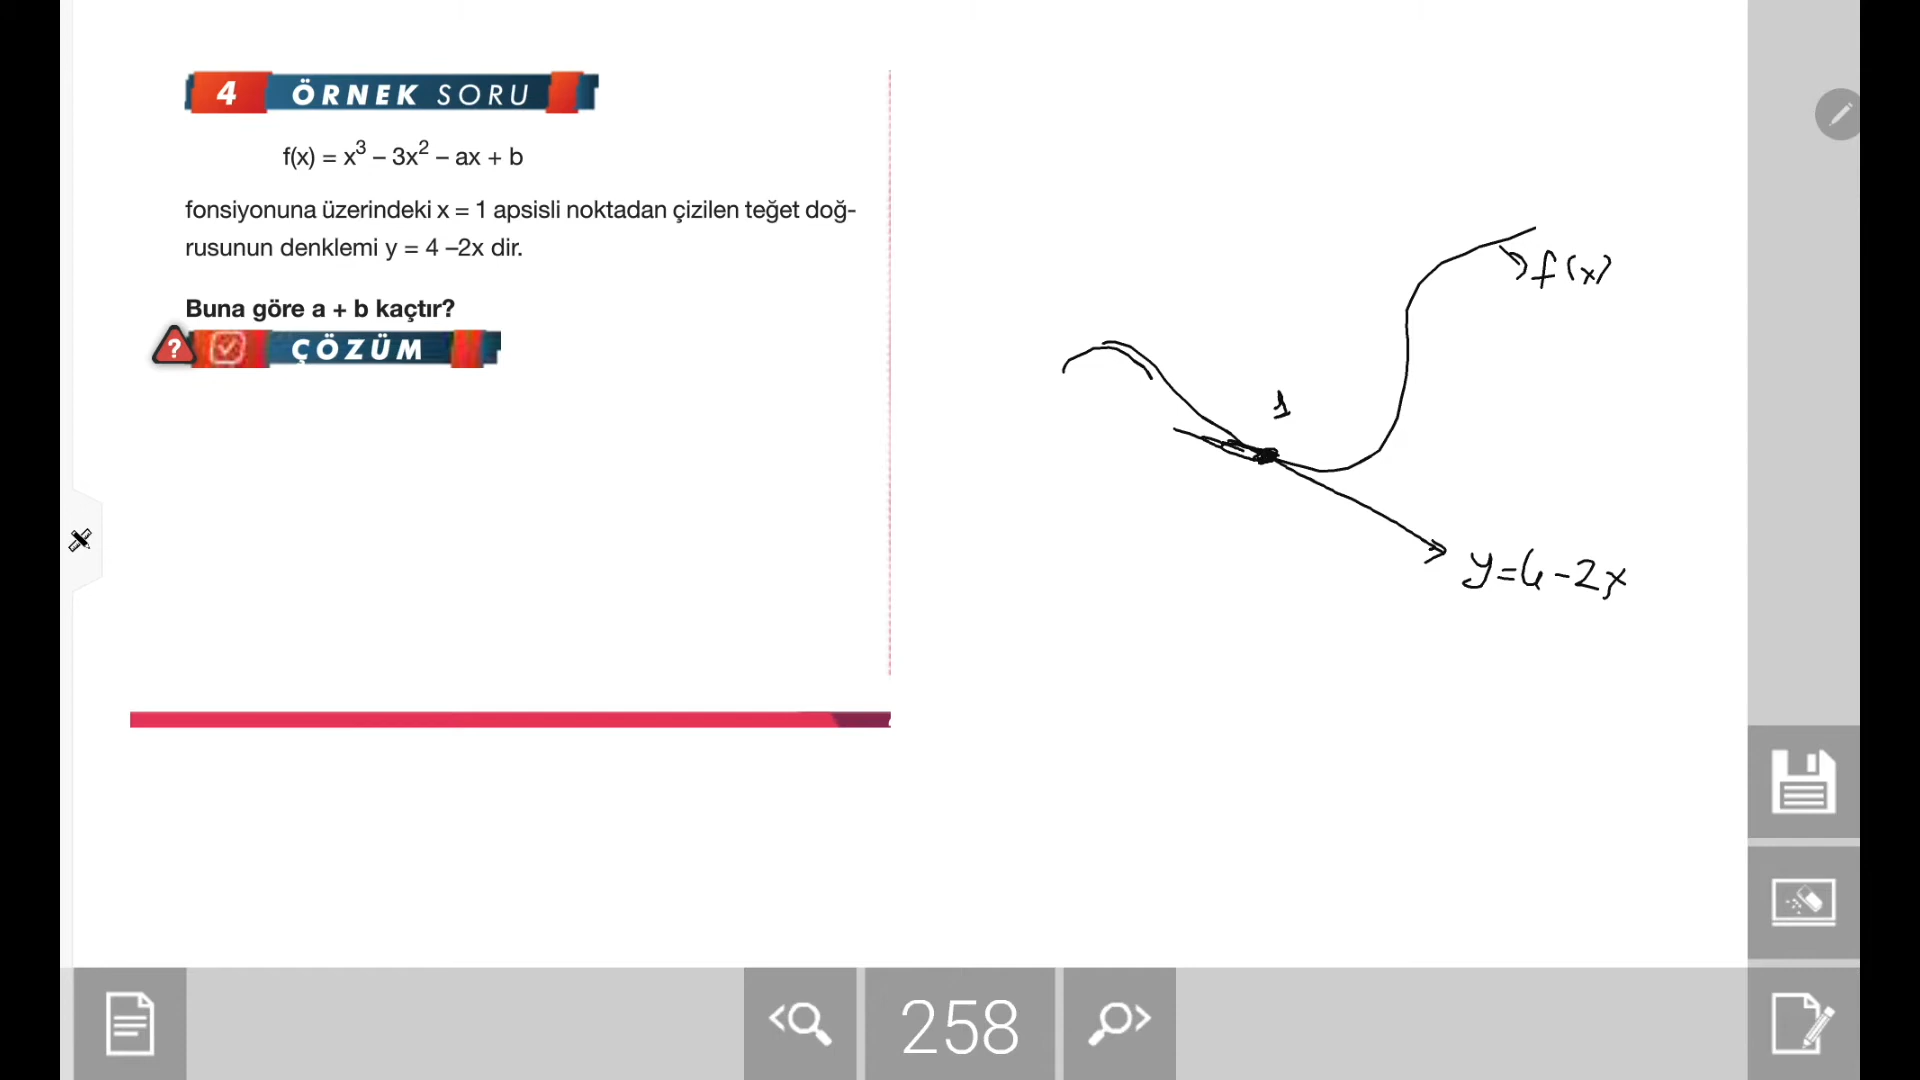 4 ÖRNEK SORU
f(x) = x³ – 3x² – ax + b
fonsiyonuna üzerindeki x = 1 apsisli noktadan çizilen teğet doğ-
rusunun denklemi y = 4 –2x dir.
Buna göre a + b kaçtır?
? ÇÖZÜM
f(x)
1
y=4-2x
258